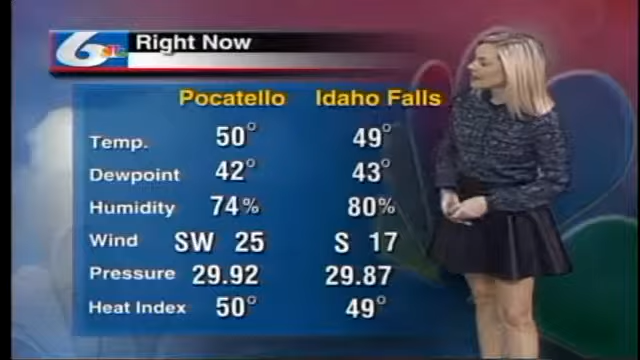 6 Right Now
Pocatello Idaho Falls
Temp. 50° 49°
Dewpoint 42° 43°
Humidity 74% 80%
Wind SW 25 S 17
Pressure 29.92 29.87
Heat Index 50° 49°